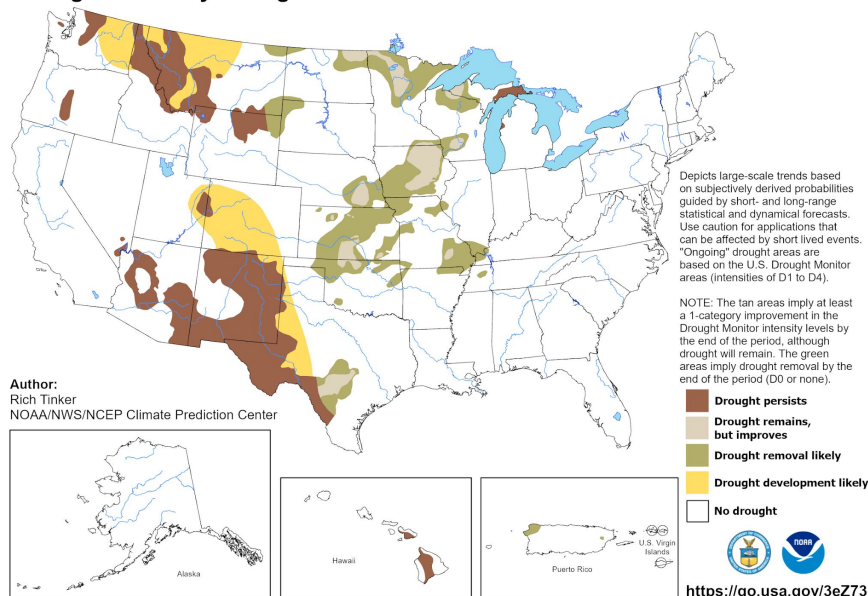 Depicts large-scale trends based
on subjectively derived probabilities
guided by short- and long-range
statistical and dynamical forecasts.
Use caution for applications that
can be affected by short lived events.
"Ongoing" drought areas are
based on the U.S. Drought Monitor
areas (intensities of D1 to D4).
NOTE: The tan areas imply at least
a 1-category improvement in the
Drought Monitor intensity levels by
the end of the period, although
drought will remain. The green
areas imply drought removal by the
end of the period (D0 or none).
Author:
Rich Tinker
NOAA/NWS/NCEP Climate Prediction Center
Drought persists
Drought remains,
but improves
Drought removal likely
Drought development likely
No drought
Alaska
Hawaii
Puerto Rico
U.S. Virgin
Islands
NOAA
https://go.usa.gov/3eZ73